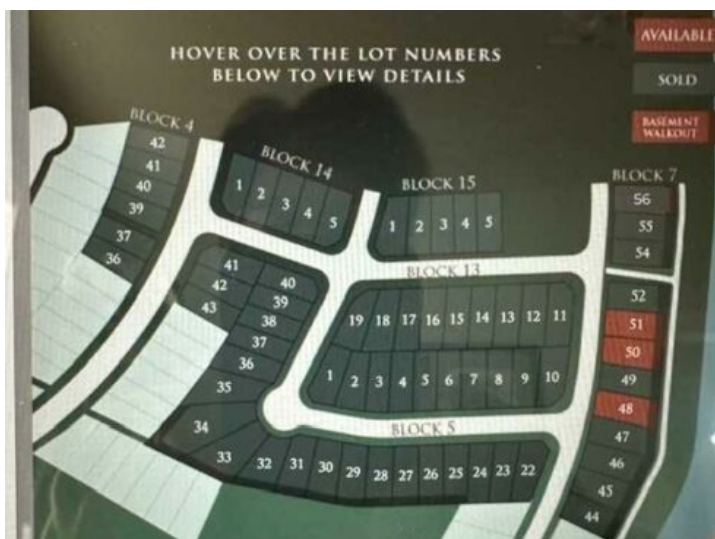 HOVER OVER THE LOT NUMBERS
BELOW TO VIEW DETAILS
AVAILABLE
SOLD
BASEMENT
WALKOUT
BLOCK 4
42
41
40
39
37
36
BLOCK 14
1 2 3 4 5
BLOCK 15
1 2 3 4 5
BLOCK 7
56
55
54
52
51
50
49
48
47
46
45
44
BLOCK 13
19 18 17 16 15 14 13 12 11
1 2 3 4 5 6 7 8 9 10
41
42
43
40
39
38
37
36
35
34
33
BLOCK 5
32 31 30 29 28 27 26 25 24 23 22